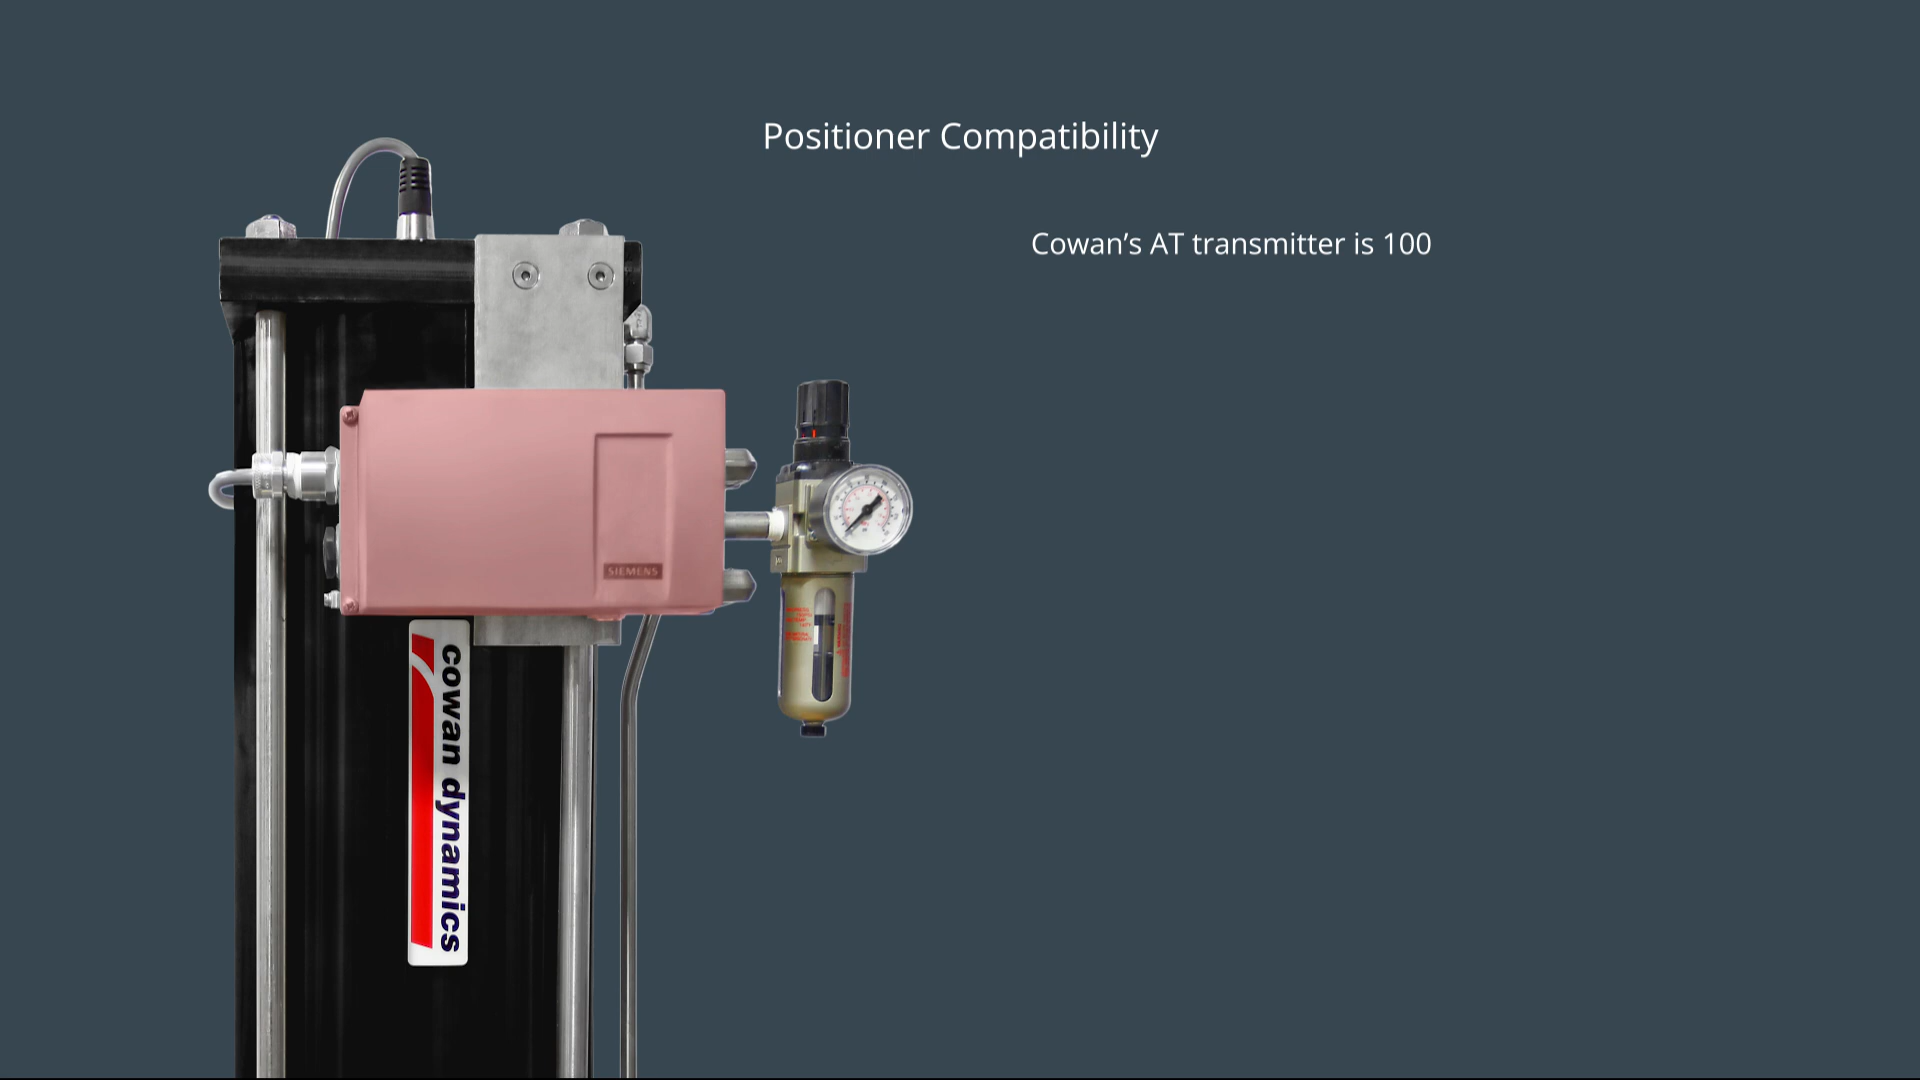 Positioner Compatibility
Cowan’s AT transmitter is 100
SIEMENS
cowan dynamics